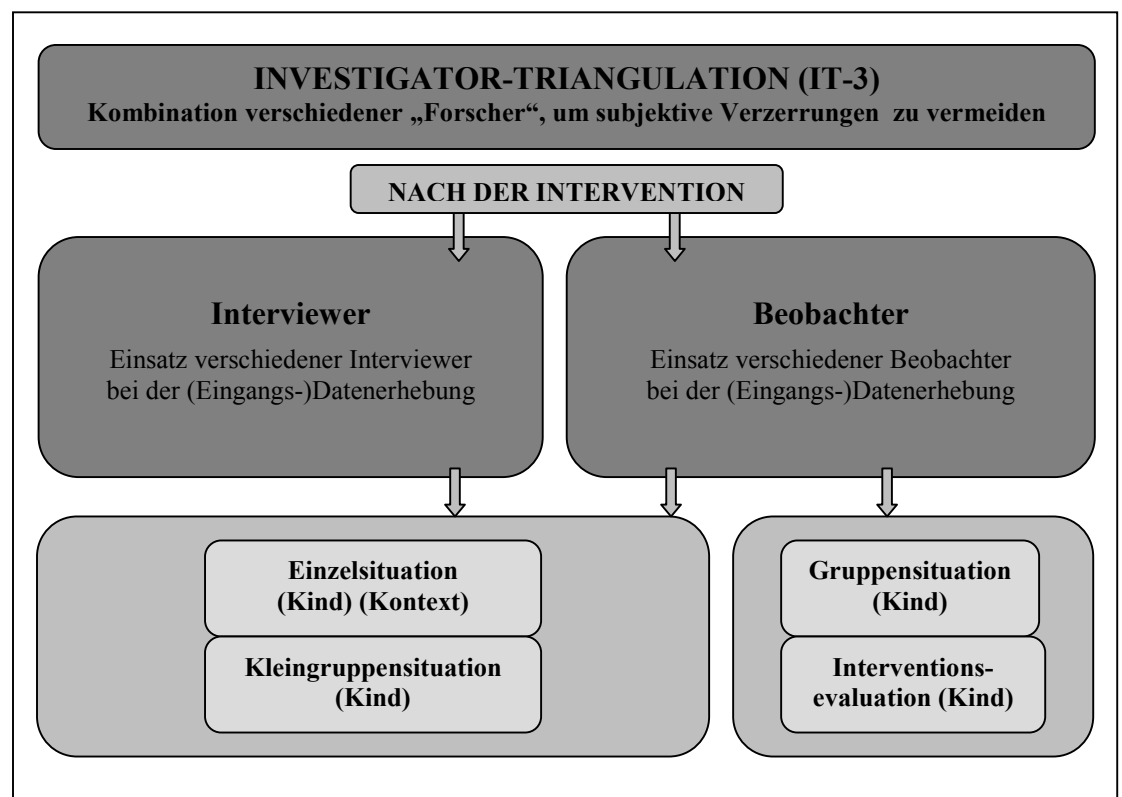 INVESTIGATOR-TRIANGULATION (IT-3)
Kombination verschiedener „Forscher“, um subjektive Verzerrungen zu vermeiden
NACH DER INTERVENTION
Interviewer
Einsatz verschiedener Interviewer
bei der (Eingangs-)Datenerhebung
Beobachter
Einsatz verschiedener Beobachter
bei der (Eingangs-)Datenerhebung
Einzelsituation
(Kind) (Kontext)
Kleingruppensituation
(Kind)
Gruppensituation
(Kind)
Interventions-
evaluation (Kind)